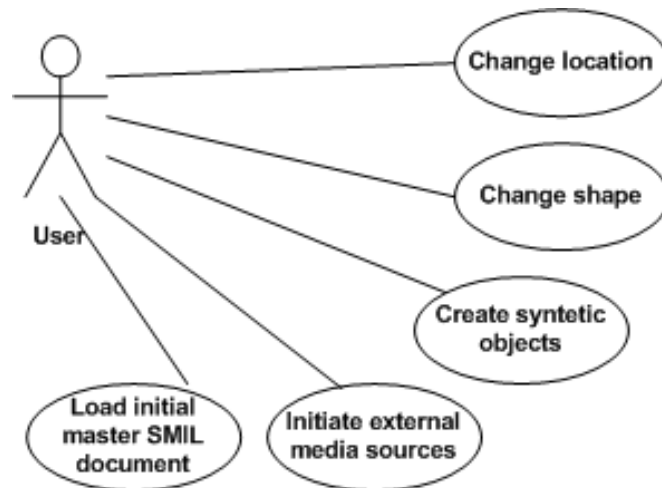 Change location
Change shape
User
Create syntetic
objects
Load initial
master SMIL
document
Initiate external
media sources